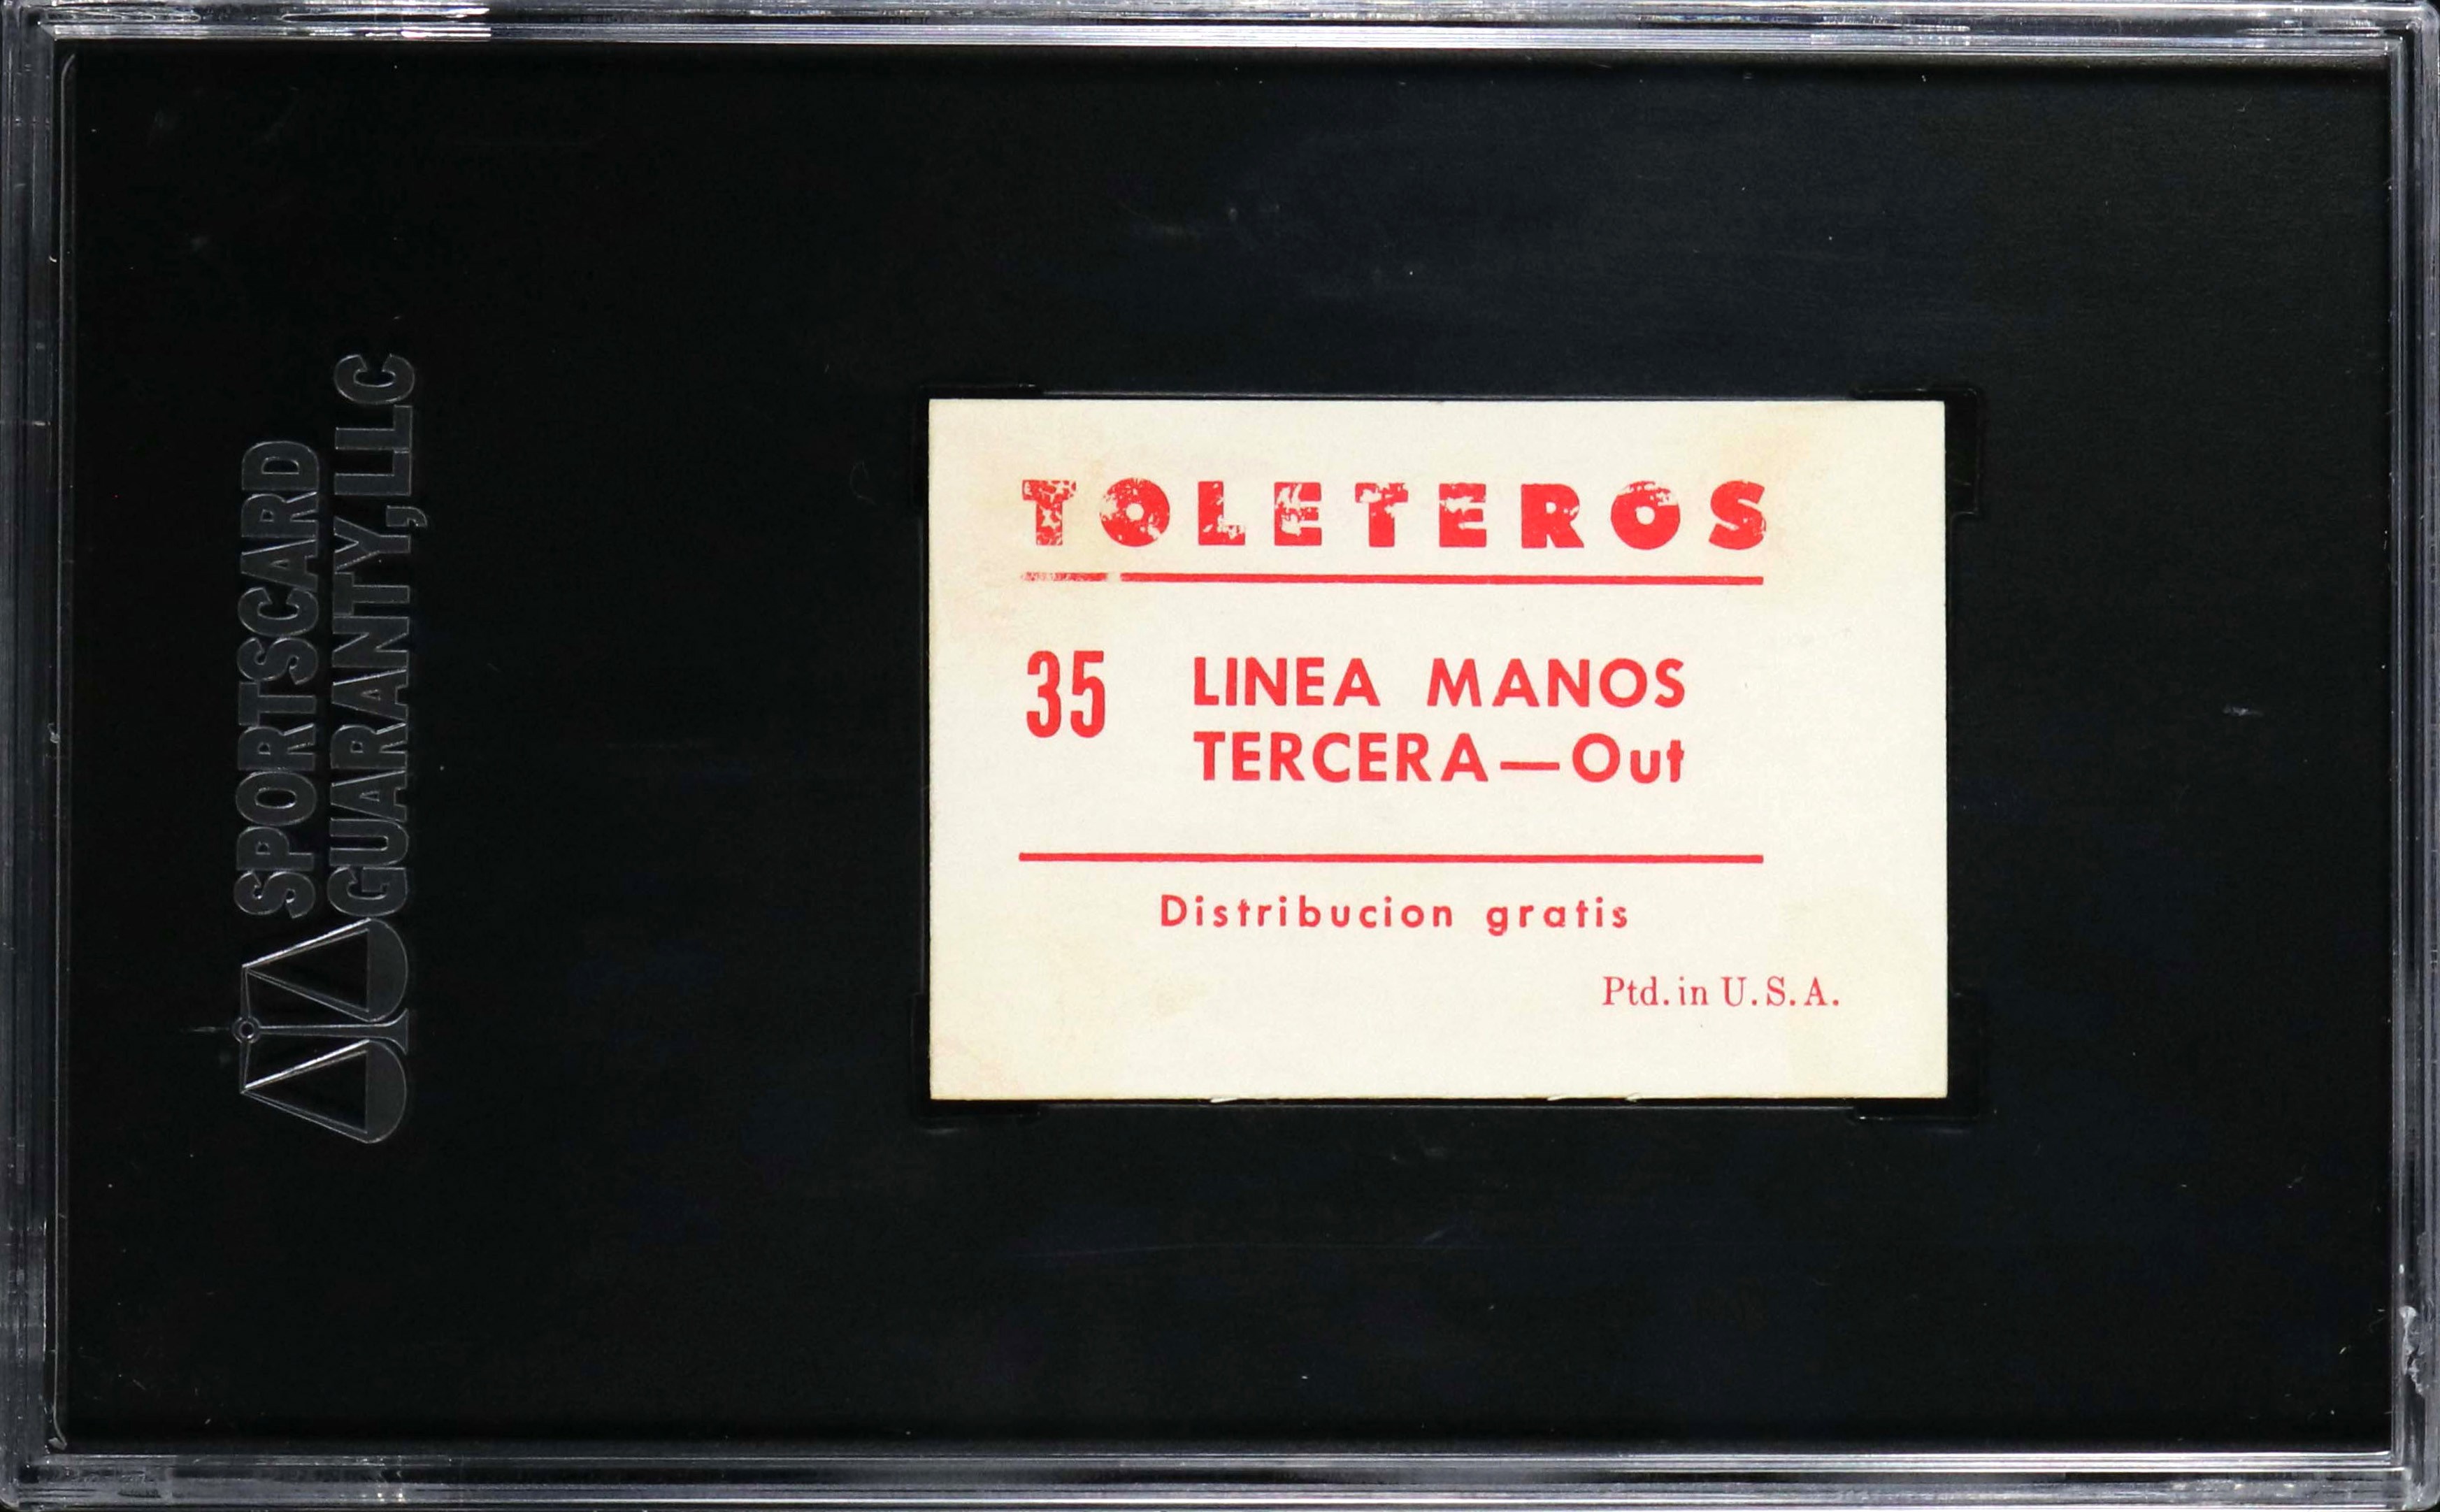 SPORTSCARD
GUARANTY, LLC
TOLETEROS
35 LINEA MANOS
TERCERA—Out
Distribucion gratis
Ptd. in U.S.A.